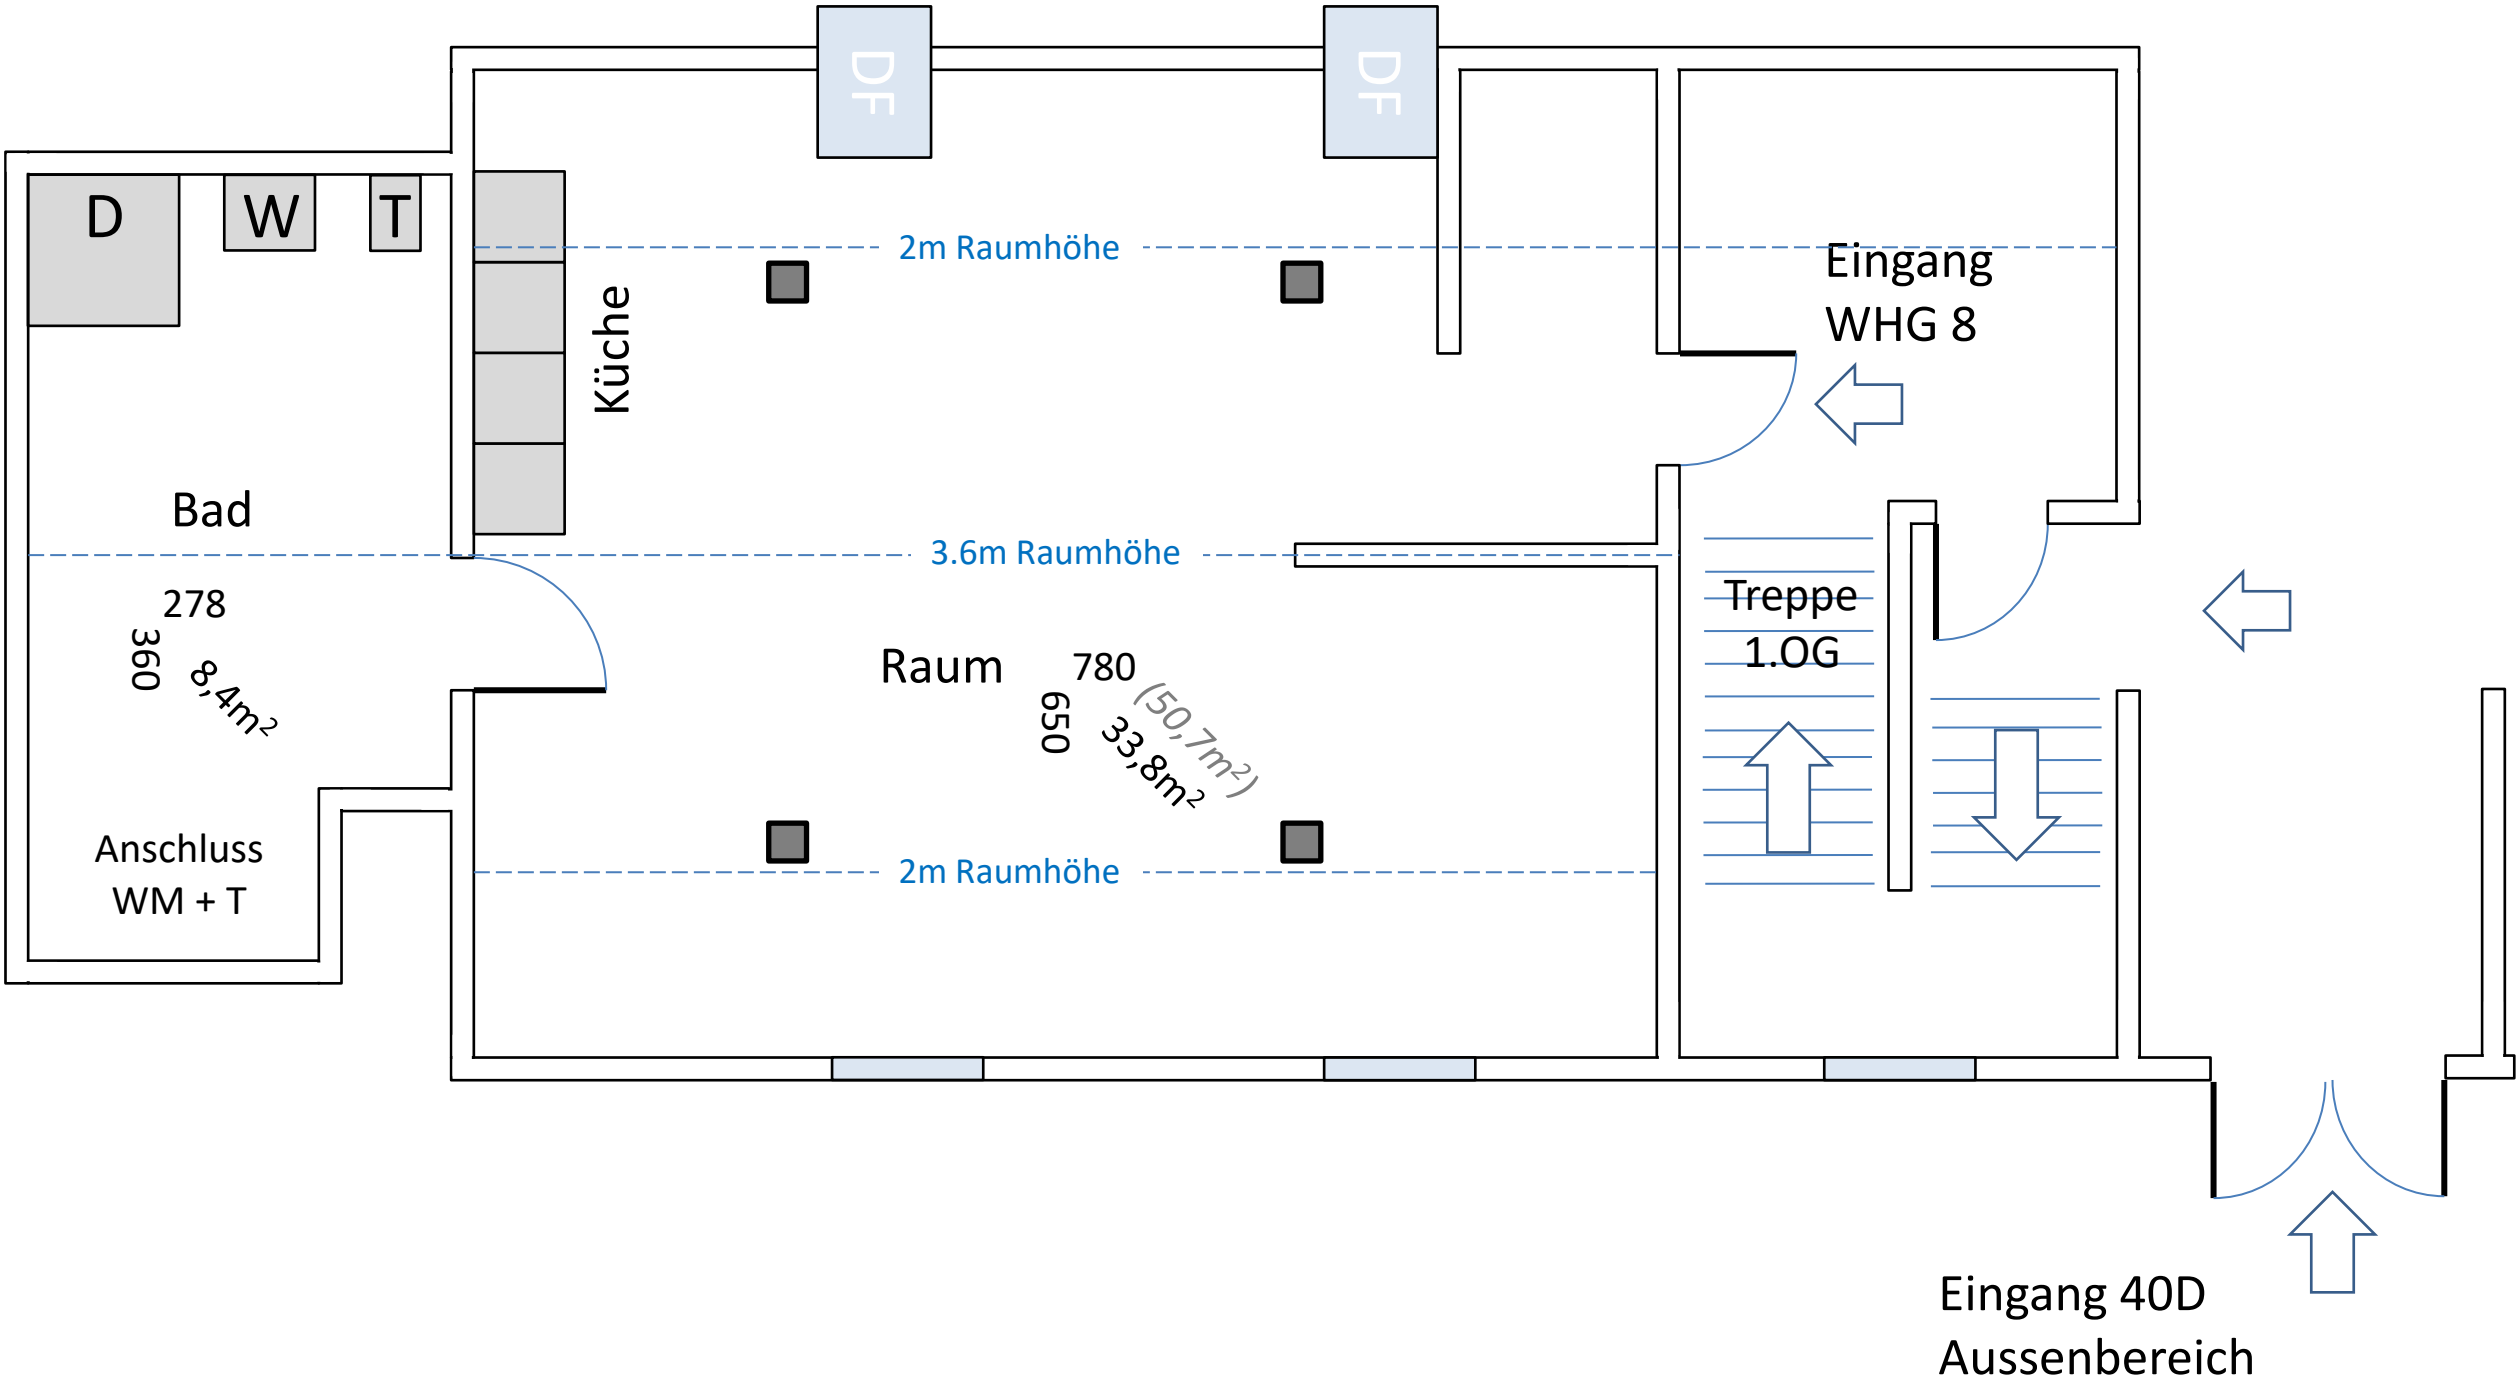 DF
DF
D
W
T
2m Raumhöhe
Eingang
WHG 8
Küche
Bad
3.6m Raumhöhe
278
360
8,4m²
Treppe
1.OG
Raum
780
650
(50,7m²)
33,8m²
Anschluss
WM + T
2m Raumhöhe
Eingang 40D
Aussenbereich